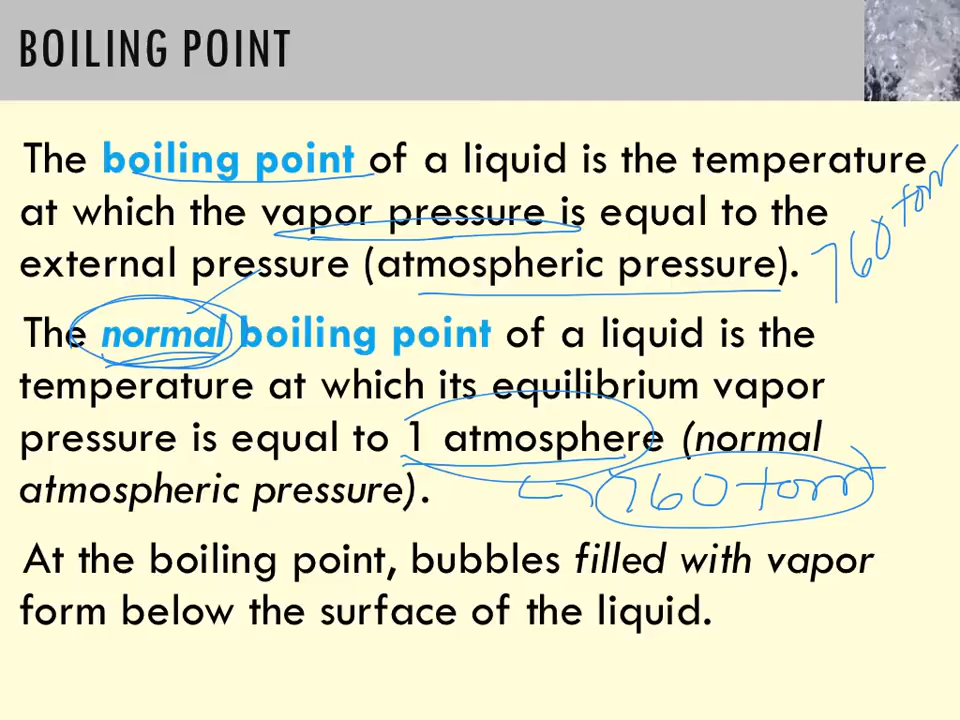 BOILING POINT
The boiling point of a liquid is the temperature
at which the vapor pressure is equal to the
external pressure (atmospheric pressure).
760 torr
The normal boiling point of a liquid is the
temperature at which its equilibrium vapor
pressure is equal to 1 atmosphere (normal
atmospheric pressure).
760 torr
At the boiling point, bubbles filled with vapor
form below the surface of the liquid.